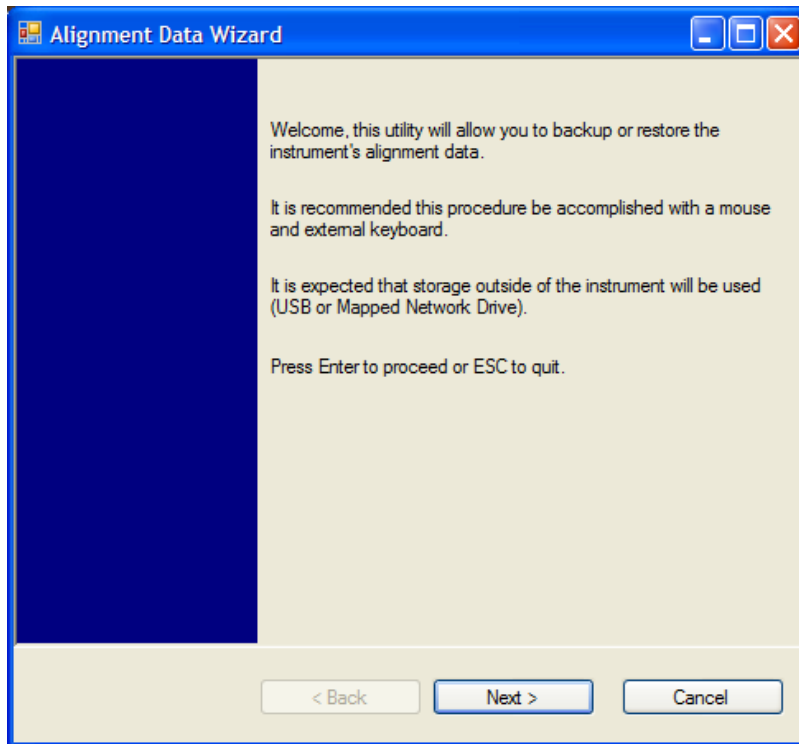 Alignment Data Wizard
Welcome, this utility will allow you to backup or restore the
instrument's alignment data.
It is recommended this procedure be accomplished with a mouse
and external keyboard.
It is expected that storage outside of the instrument will be used
(USB or Mapped Network Drive).
Press Enter to proceed or ESC to quit.
< Back Next > Cancel